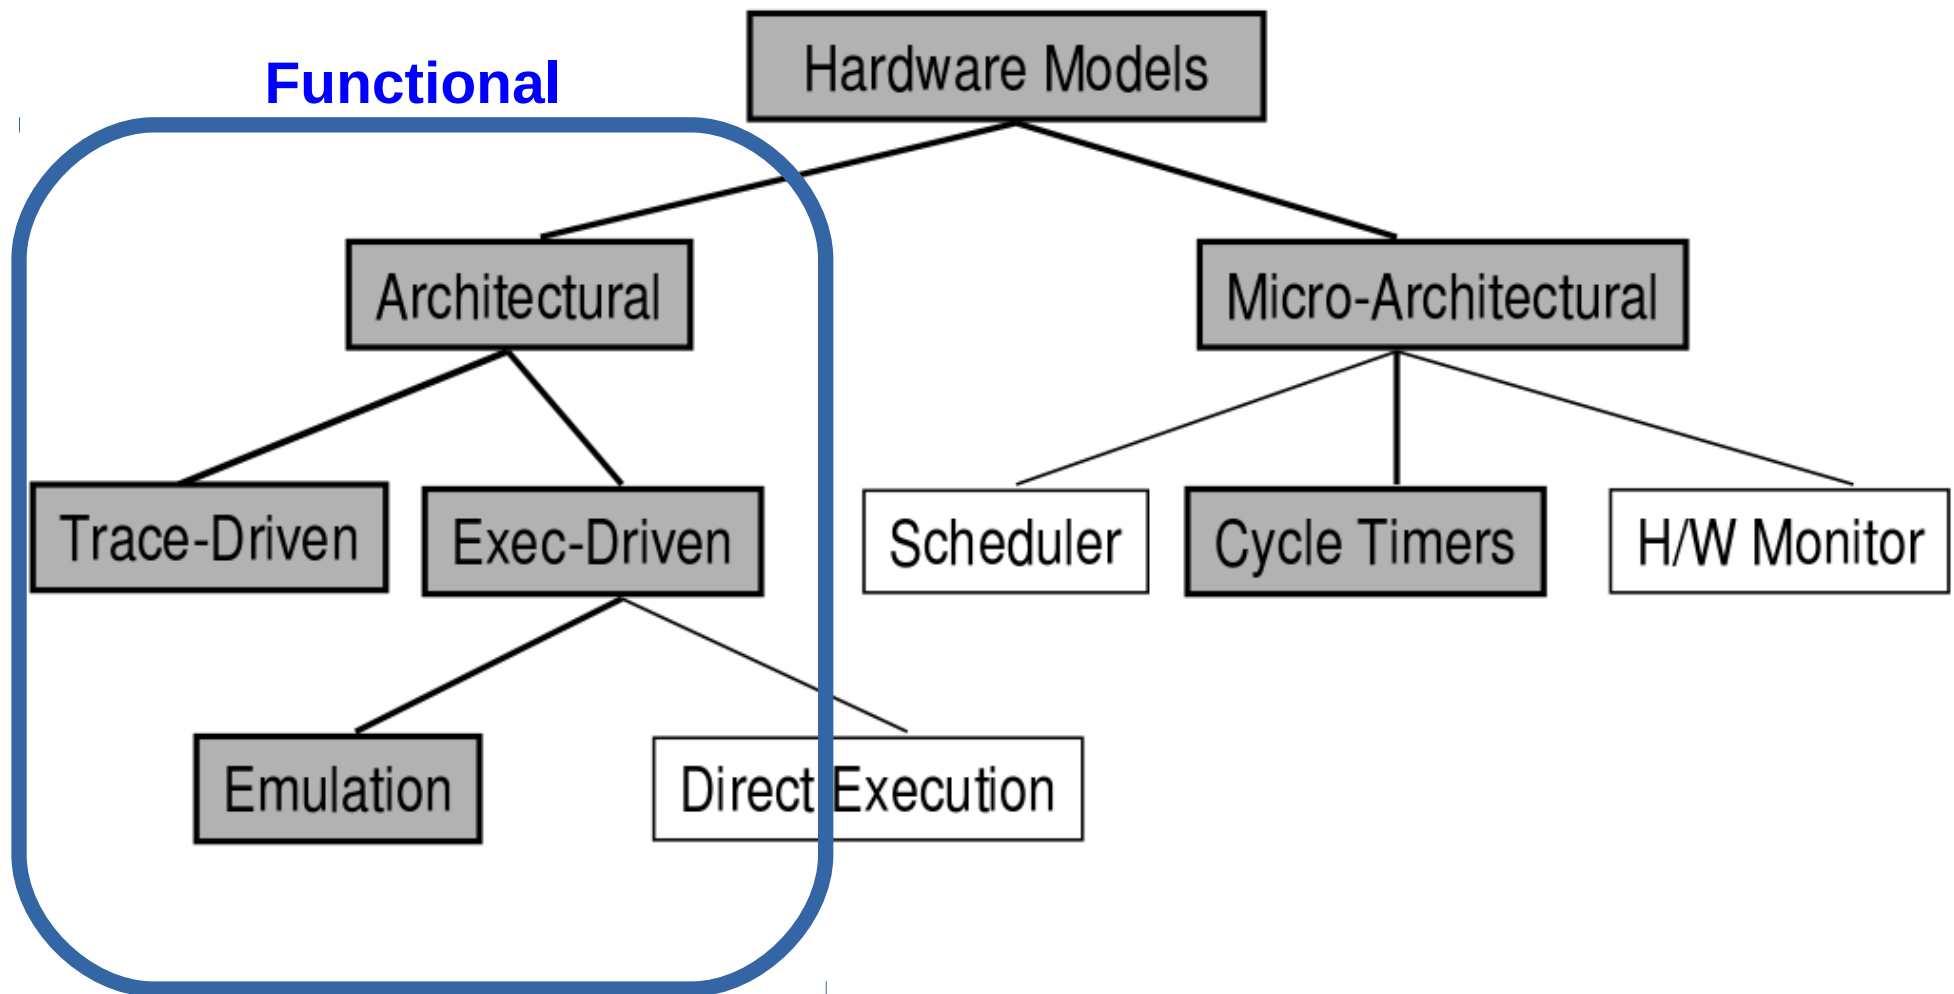 Functional
Hardware Models
Architectural
Micro-Architectural
Trace-Driven
Exec-Driven
Scheduler
Cycle Timers
H/W Monitor
Emulation
Direct Execution